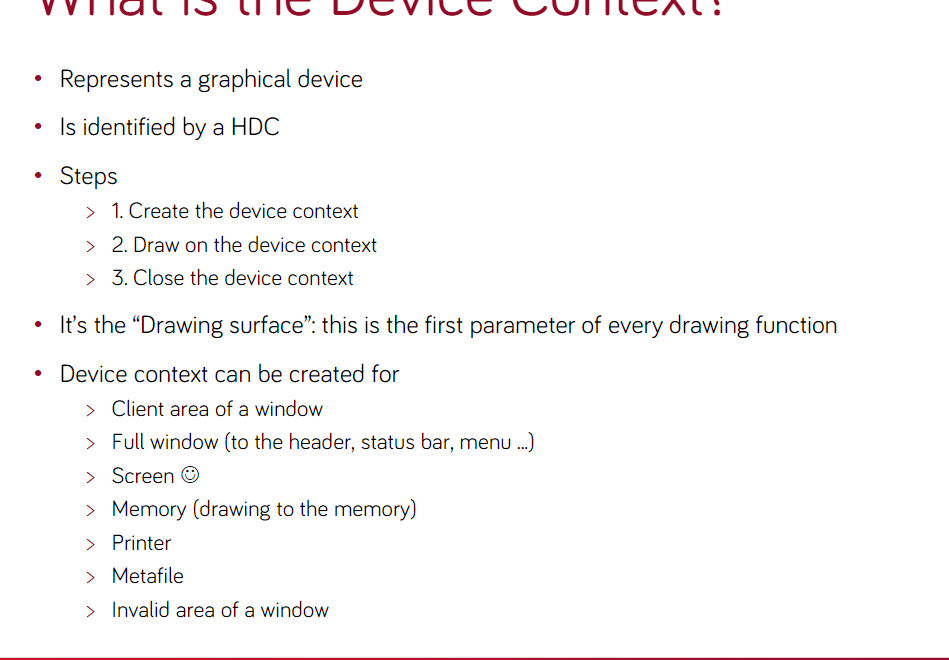 What is the Device Context?
• Represents a graphical device
• Is identified by a HDC
• Steps
> 1. Create the device context
> 2. Draw on the device context
> 3. Close the device context
• It’s the “Drawing surface”: this is the first parameter of every drawing function
• Device context can be created for
> Client area of a window
> Full window (to the header, status bar, menu …)
> Screen ☺
> Memory (drawing to the memory)
> Printer
> Metafile
> Invalid area of a window